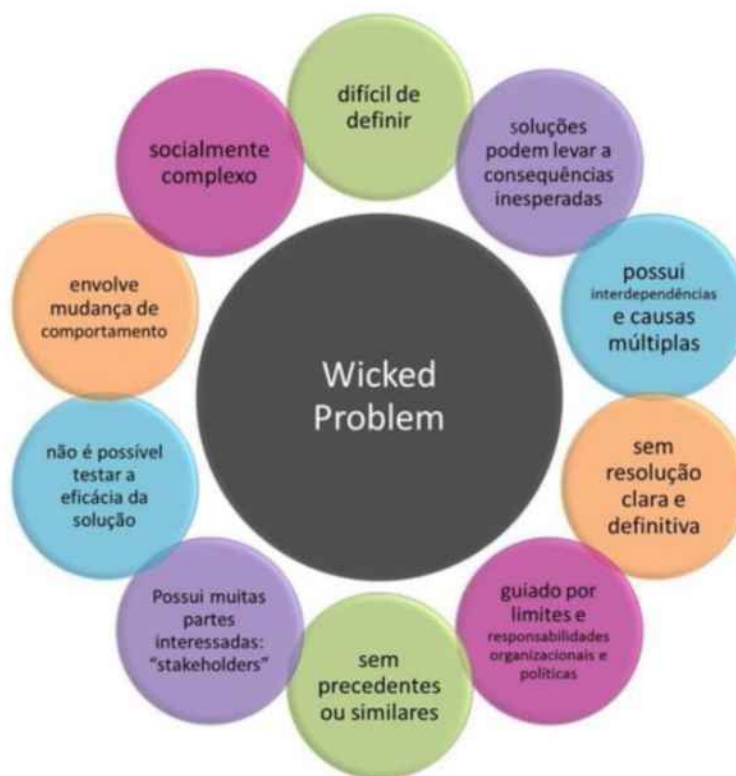 difícil de
definir
soluções
podem levar a
consequências
inesperadas
possui
interdependências
e causas
múltiplas
sem
resolução
clara e
definitiva
guiado por
limites e
responsabilidades
organizacionais e
políticas
sem
precedentes
ou similares
Possui muitas
partes
interessadas:
"stakeholders"
não é possível
testar a
eficácia da
solução
envolve
mudança de
comportamento
socialmente
complexo
Wicked
Problem